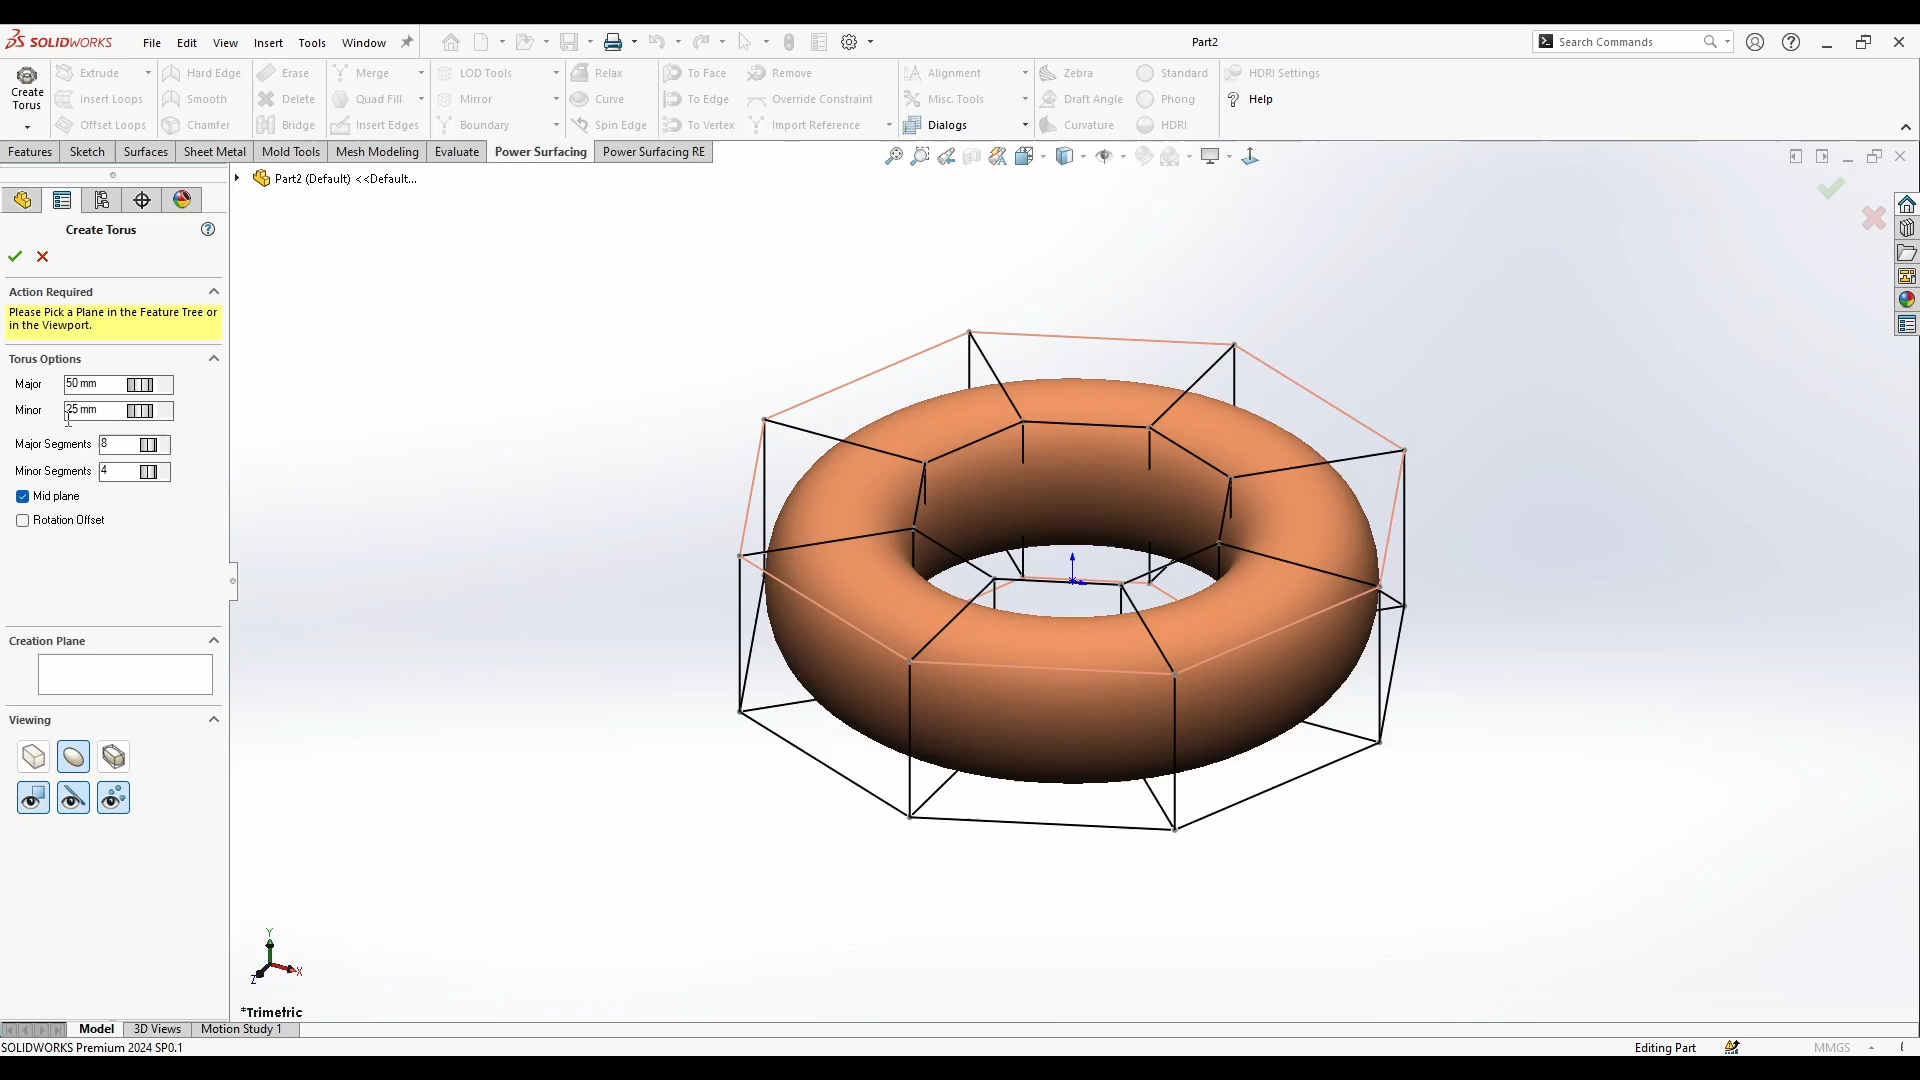 SOLIDWORKS File Edit View Insert Tools Window Part2 Search Commands
Create Torus
Extrude Hard Edge Erase Merge LOD Tools Relax To Face Remove Alignment Zebra Standard HDRI Settings
Insert Loops Smooth Delete Quad Fill Mirror Curve To Edge Override Constraint Misc. Tools Draft Angle Phong Help
Offset Loops Chamfer Bridge Insert Edges Boundary Spin Edge To Vertex Import Reference Dialogs Curvature HDRI
Features Sketch Surfaces Sheet Metal Mold Tools Mesh Modeling Evaluate Power Surfacing Power Surfacing RE
Part2 (Default) <<Default...
Create Torus
Action Required
Please Pick a Plane in the Feature Tree or
in the Viewport.
Torus Options
Major 50 mm
Minor 25 mm
Major Segments 8
Minor Segments 4
Mid plane
Rotation Offset
Creation Plane
Viewing
Y
X
Z
*Trimetric
Model 3D Views Motion Study 1
SOLIDWORKS Premium 2024 SP0.1 Editing Part MMGS